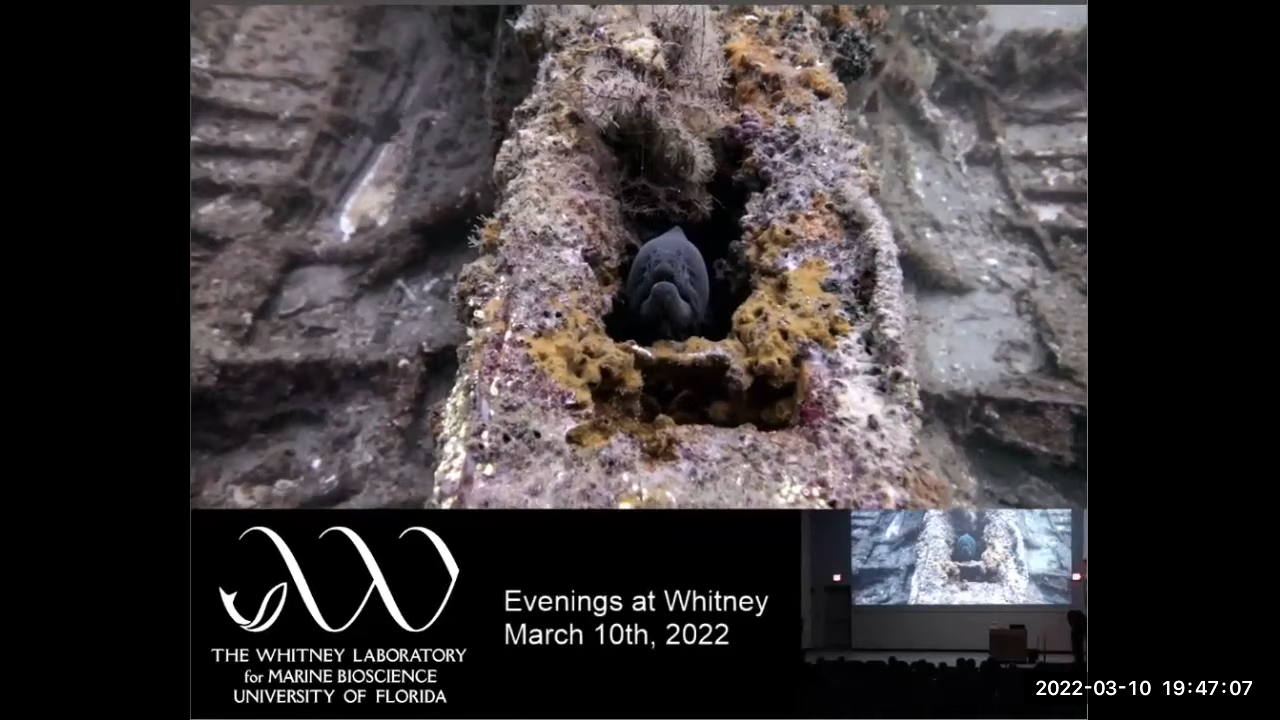 Evenings at Whitney
March 10th, 2022
THE WHITNEY LABORATORY
for MARINE BIOSCIENCE
UNIVERSITY OF FLORIDA
2022-03-10 19:47:07